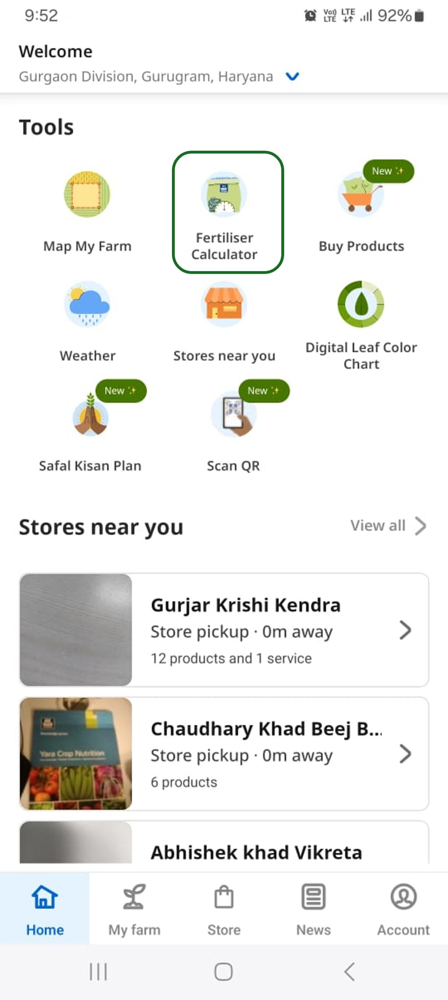 9:52
Vo)) LTE
LTE
92%
Welcome
Gurgaon Division, Gurugram, Haryana
Tools
New
Map My Farm
Fertiliser
Calculator
Buy Products
Weather
Stores near you
Digital Leaf Color
Chart
New
New
Safal Kisan Plan
Scan QR
Stores near you
View all
Gurjar Krishi Kendra
Store pickup · 0m away
12 products and 1 service
Yara Crop Nutrition
Chaudhary Khad Beej B...
Store pickup · 0m away
6 products
Abhishek khad Vikreta
Home
My farm
Store
News
Account